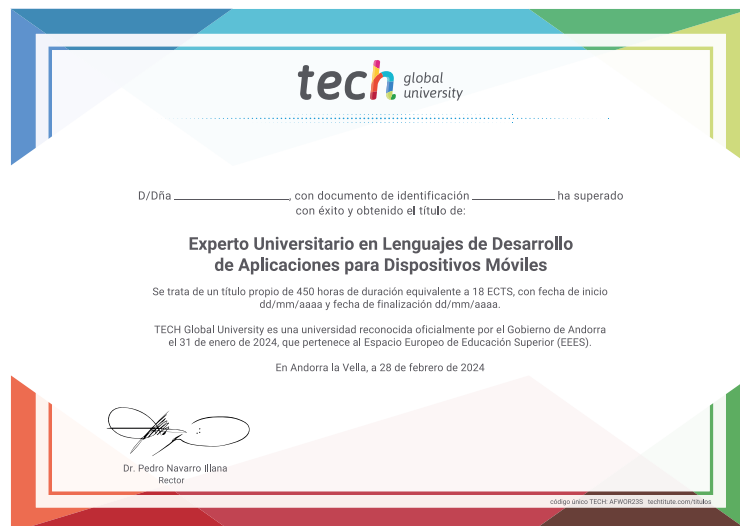 tech global university
D/Dña ____________________, con documento de identificación ______________ ha superado
con éxito y obtenido el título de:
Experto Universitario en Lenguajes de Desarrollo
de Aplicaciones para Dispositivos Móviles
Se trata de un título propio de 450 horas de duración equivalente a 18 ECTS, con fecha de inicio
dd/mm/aaaa y fecha de finalización dd/mm/aaaa.
TECH Global University es una universidad reconocida oficialmente por el Gobierno de Andorra
el 31 de enero de 2024, que pertenece al Espacio Europeo de Educación Superior (EEES).
En Andorra la Vella, a 28 de febrero de 2024
Dr. Pedro Navarro Illana
Rector
código único TECH: AFWOR23S techtitute.com/titulos